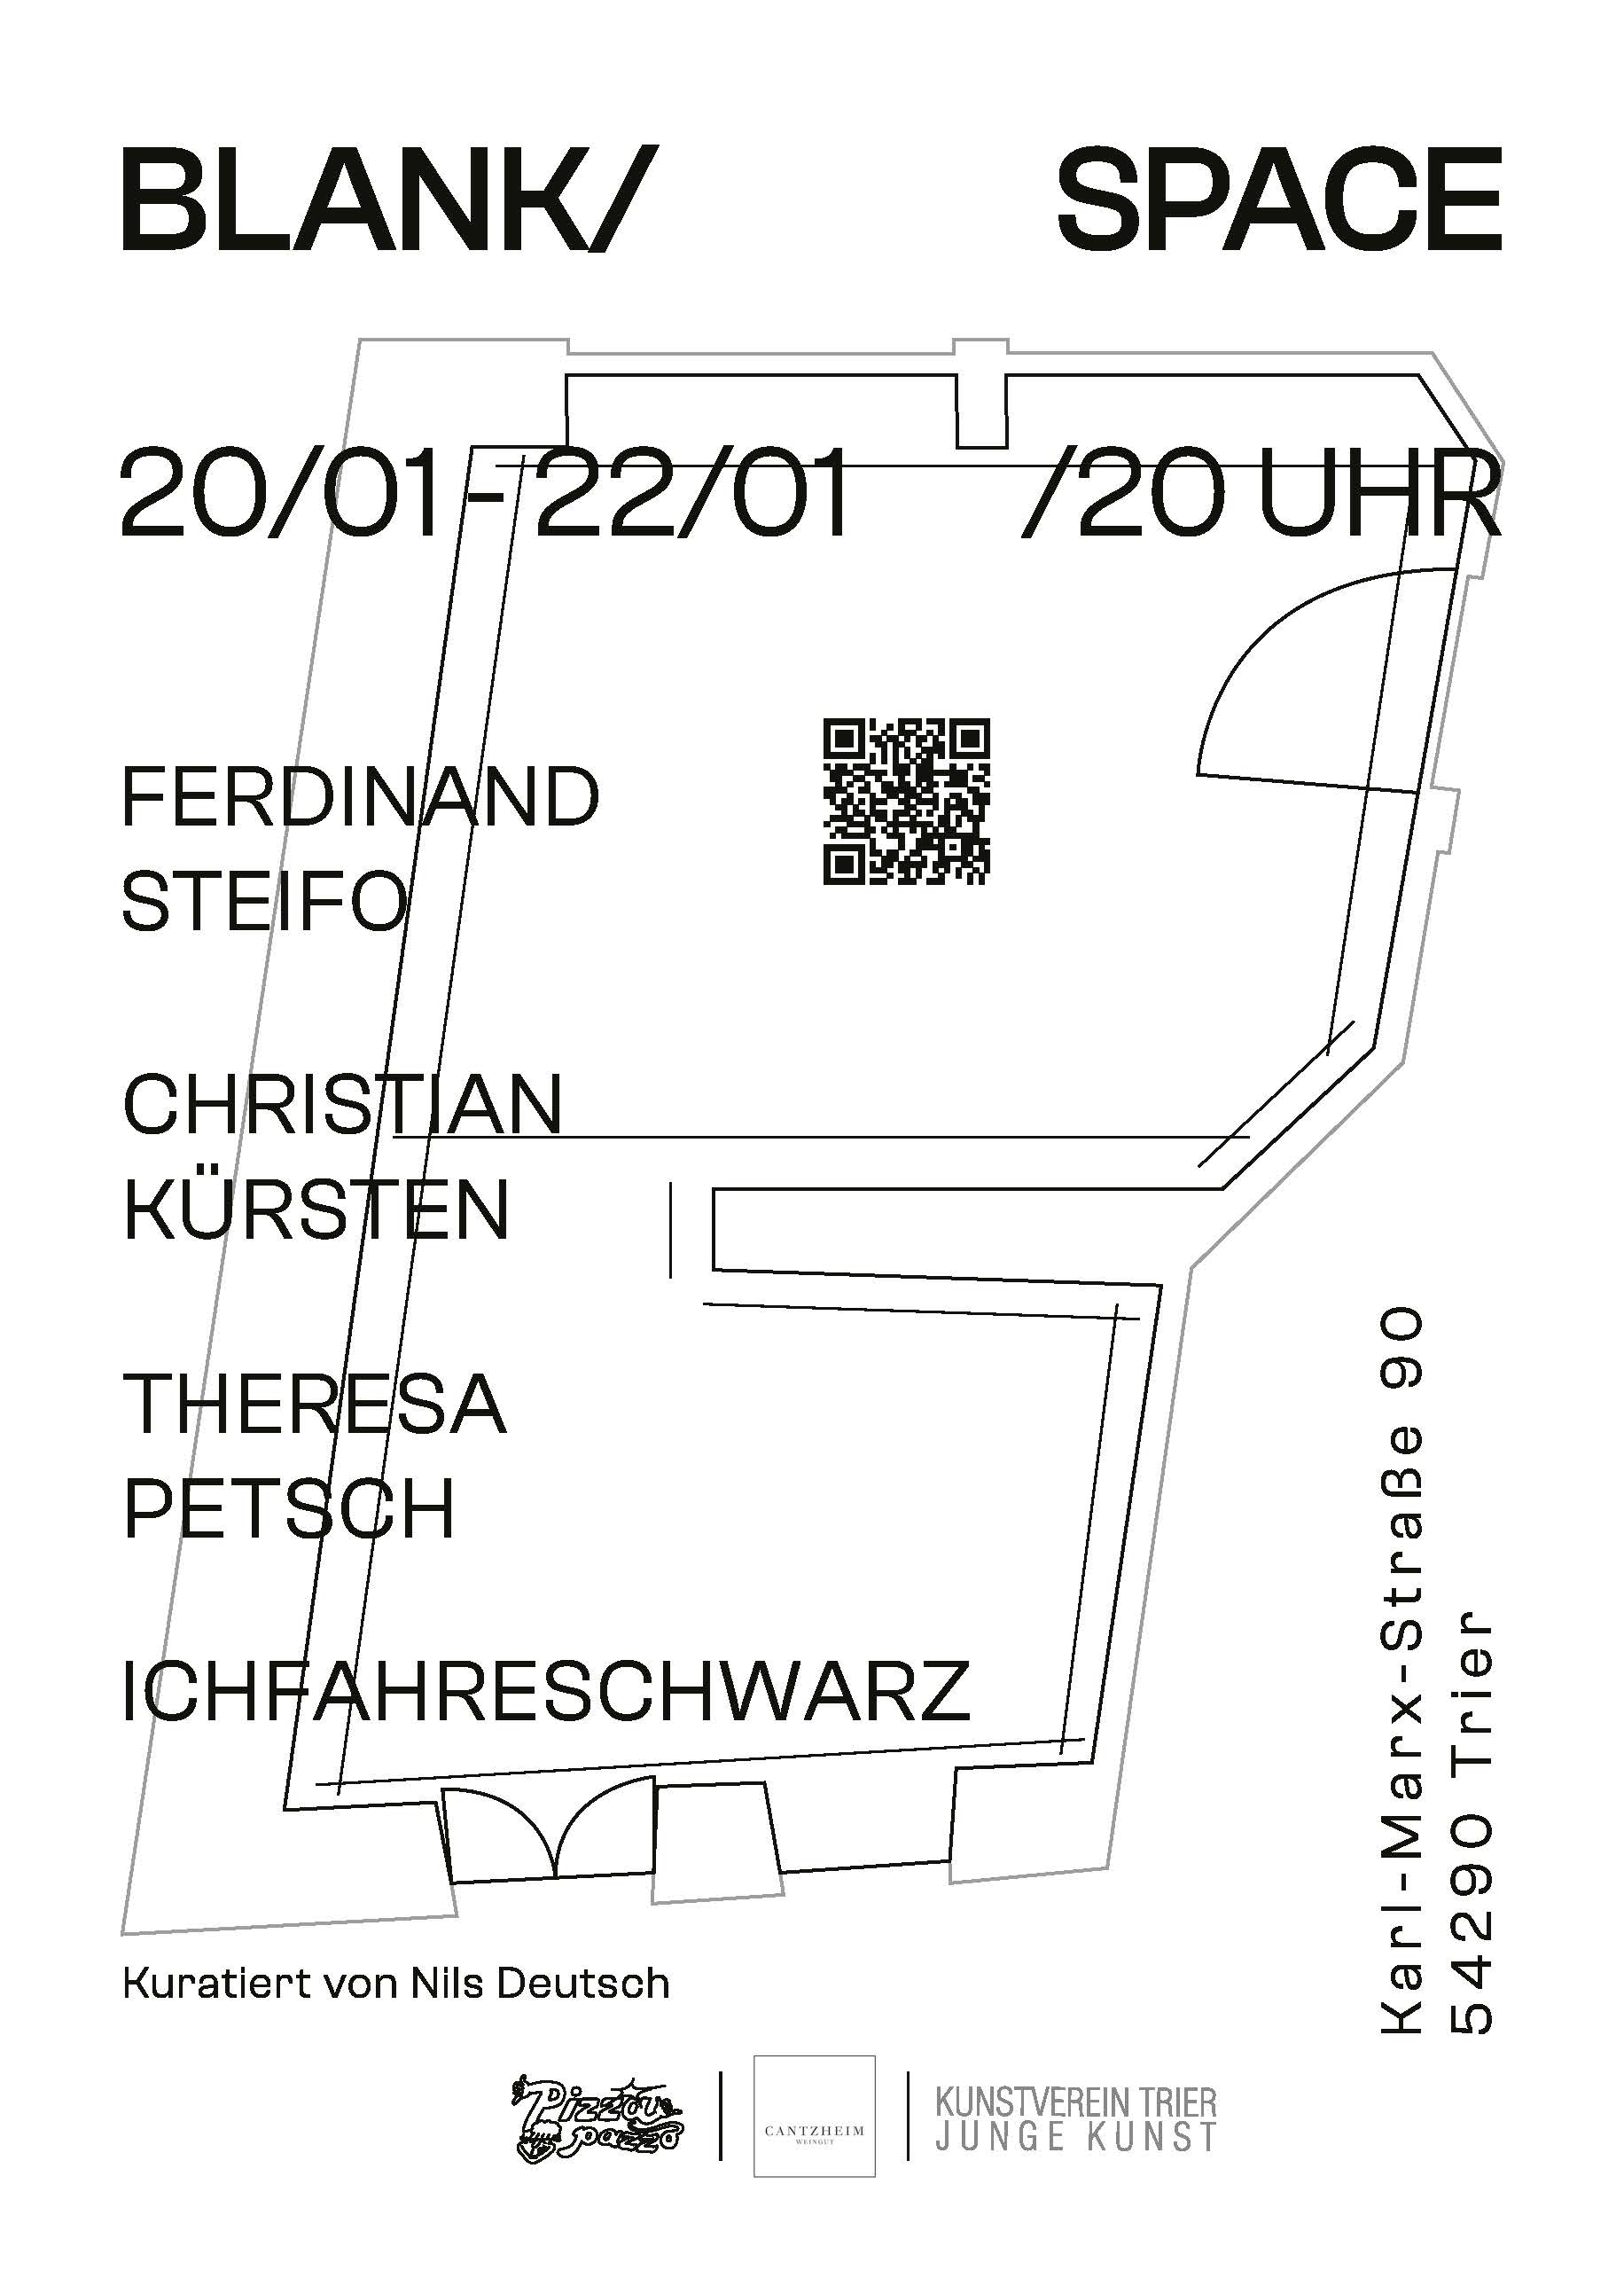 BLANK/ SPACE
20/01 - 22/01 /20 UHR
FERDINAND
STEIFO
CHRISTIAN
KÜRSTEN
THERESA
PETSCH
ICHFAHRESCHWARZ
Karl-Marx-Straße 90
54290 Trier
Kuratiert von Nils Deutsch
Pizza
pazzo
CANTZHEIM
WEINGUT
KUNSTVEREIN TRIER
JUNGE KUNST